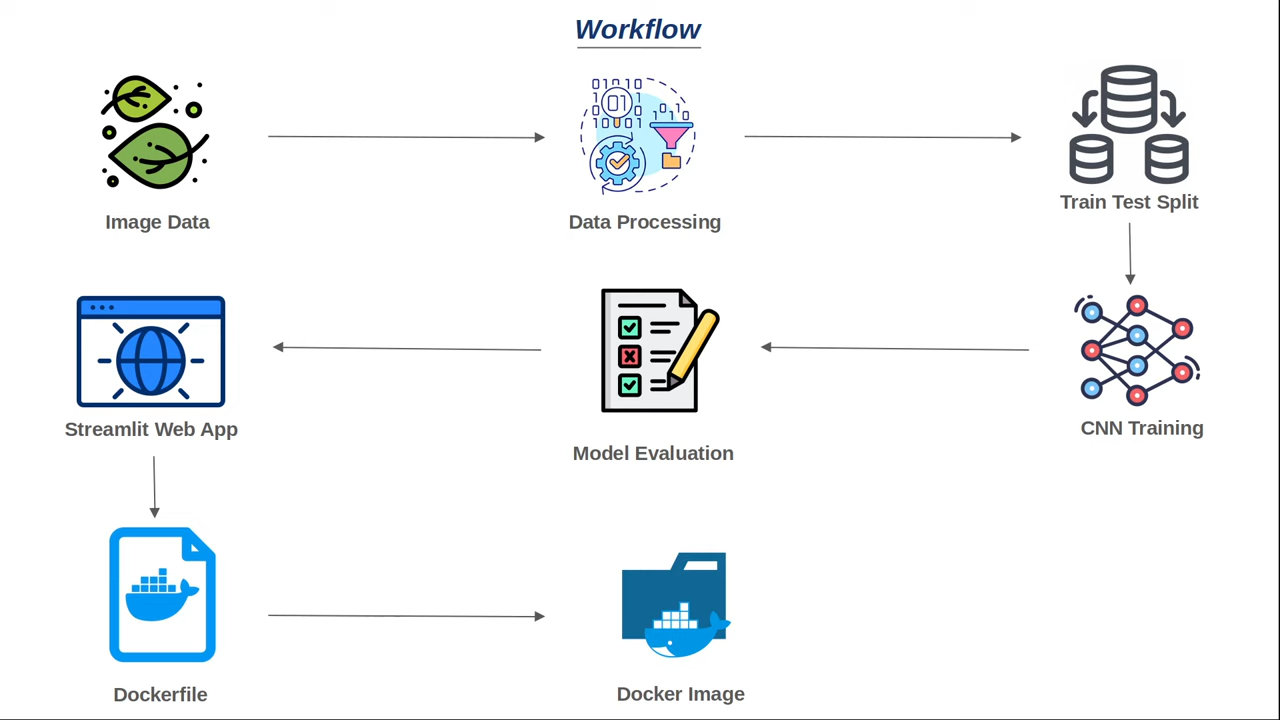 Workflow
Image Data
Data Processing
Train Test Split
Streamlit Web App
Model Evaluation
CNN Training
Dockerfile
Docker Image